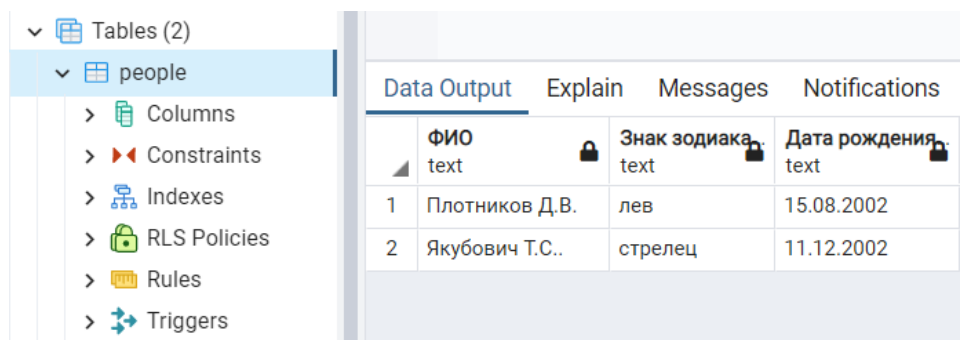 Tables (2)
people
Columns
Constraints
Indexes
RLS Policies
Rules
Triggers
Data Output Explain Messages Notifications
ФИО Знак зодиака.. Дата рождения..
text text text
1 Плотников Д.В. лев 15.08.2002
2 Якубович Т.С.. стрелец 11.12.2002